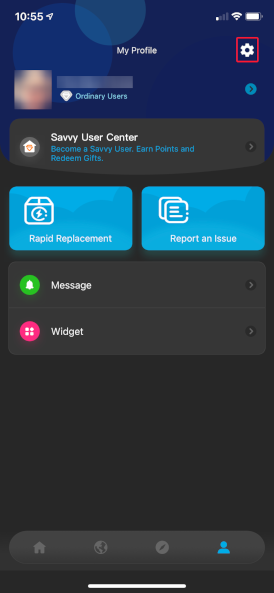 10:55
My Profile
Ordinary Users
Savvy User Center
Become a Savvy User. Earn Points and
Redeem Gifts.
Rapid Replacement
Report an Issue
Message
Widget